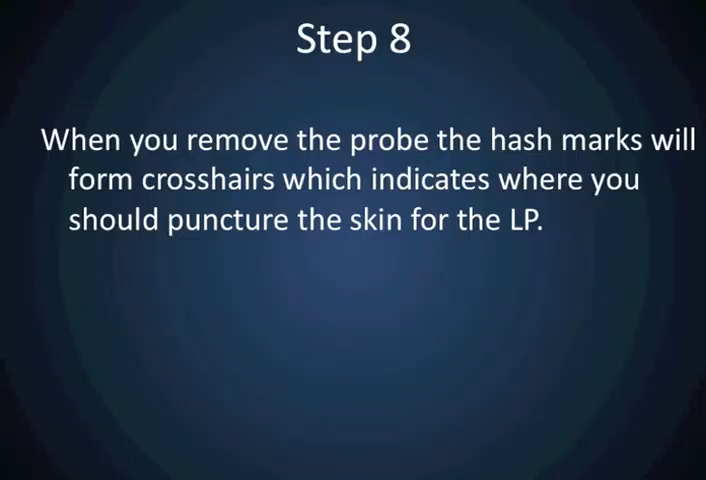 Step 8
When you remove the probe the hash marks will
form crosshairs which indicates where you
should puncture the skin for the LP.